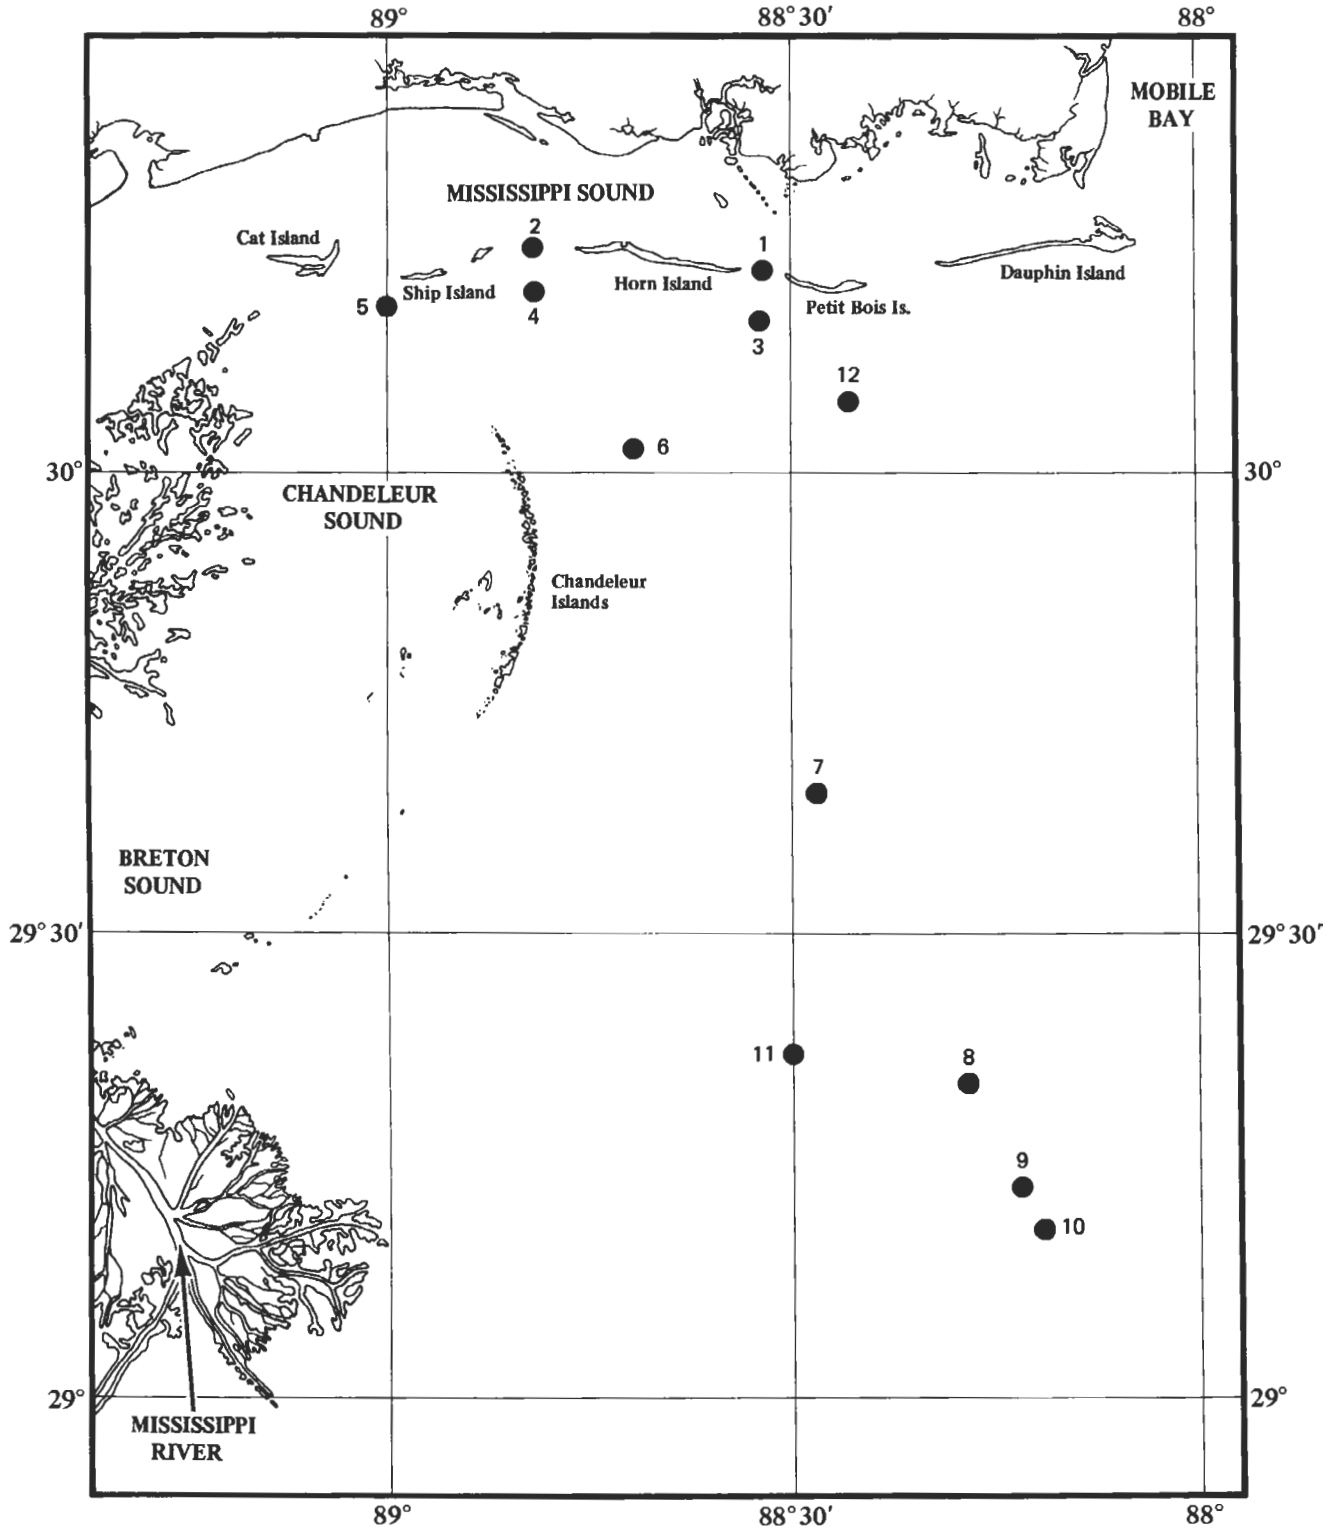 89°
88°30′
88°
MOBILE
BAY
MISSISSIPPI SOUND
2
1
Cat Island
Ship Island
Horn Island
Dauphin Island
Petit Bois Is.
5
4
3
12
6
30°
30°
CHANDELEUR
SOUND
Chandeleur
Islands
7
BRETON
SOUND
29°30′
29°30′
11
8
9
10
29°
29°
MISSISSIPPI
RIVER
89°
88°30′
88°